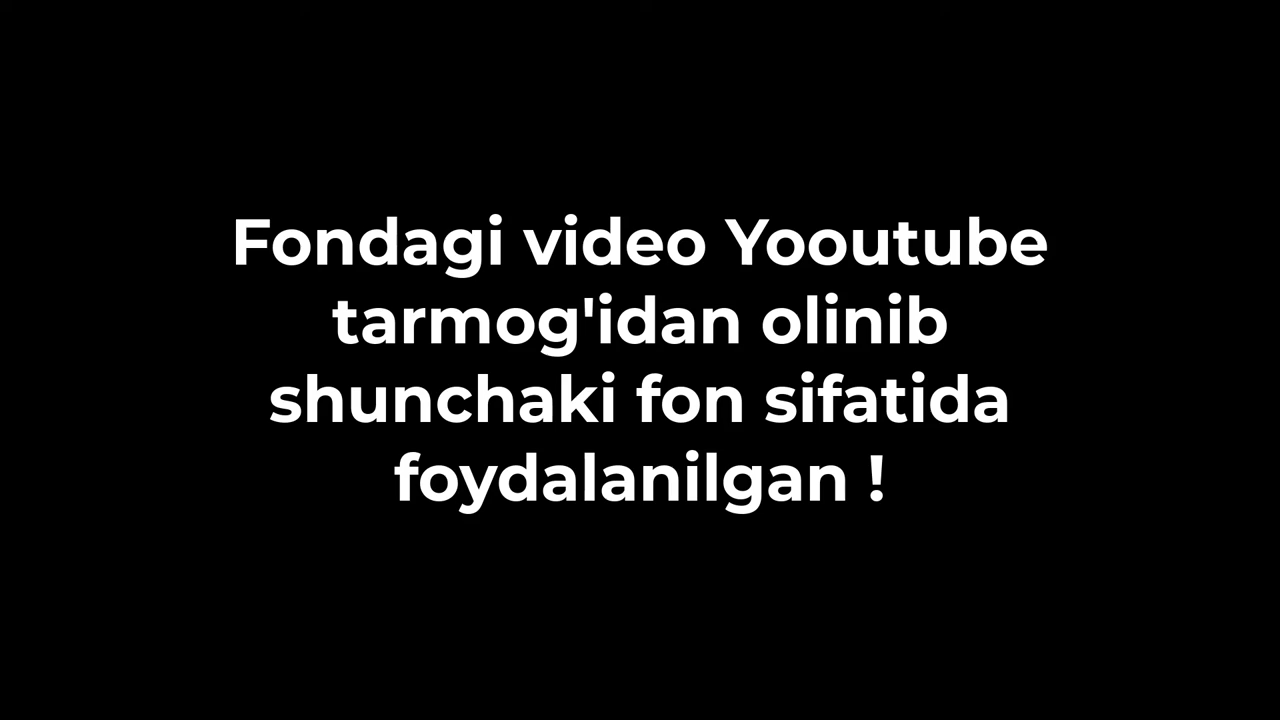 Fondagi video Yooutube
tarmog'idan olinib
shunchaki fon sifatida
foydalanilgan !